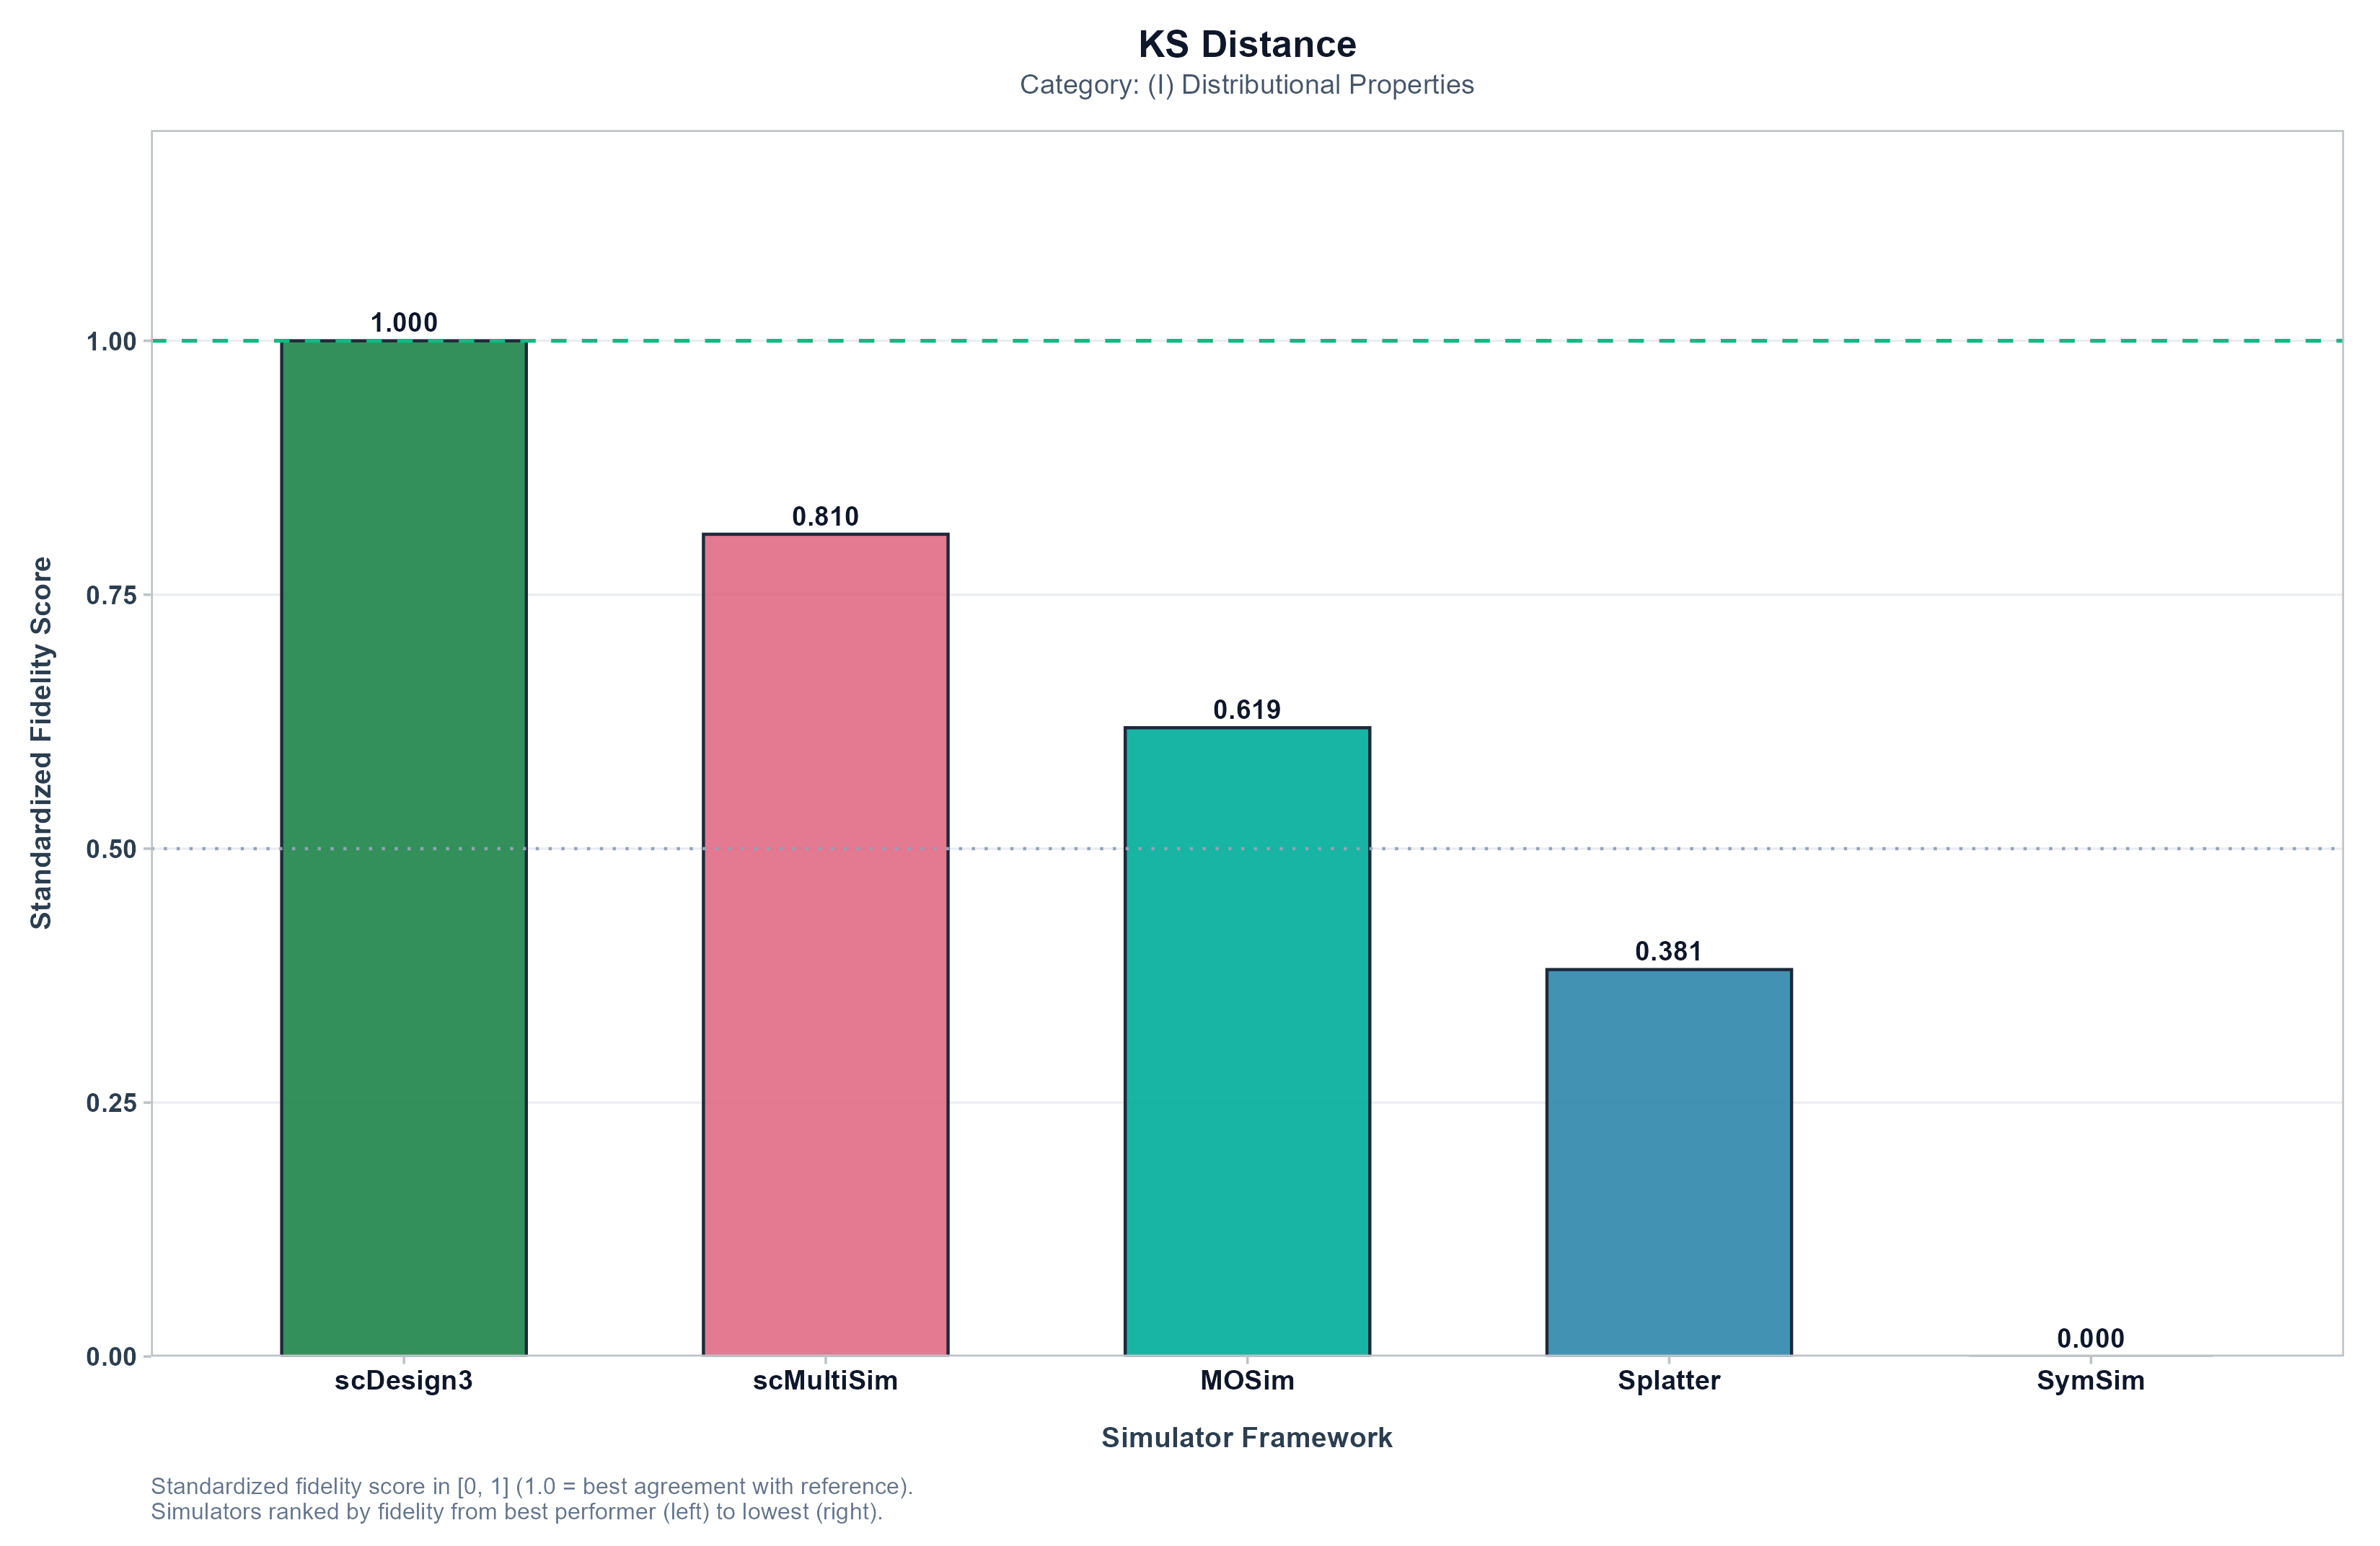 KS Distance
Category: (I) Distributional Properties
Standardized Fidelity Score
1.00
0.75
0.50
0.25
0.00
1.000
0.810
0.619
0.381
0.000
scDesign3
scMultiSim
MOSim
Splatter
SymSim
Simulator Framework
Standardized fidelity score in [0, 1] (1.0 = best agreement with reference).
Simulators ranked by fidelity from best performer (left) to lowest (right).